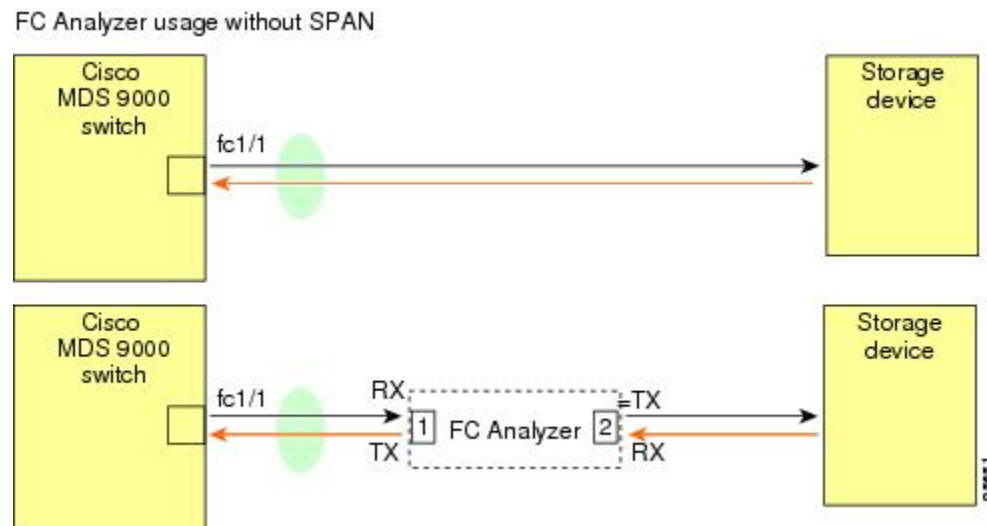 FC Analyzer usage without SPAN
Cisco
MDS 9000
switch
Storage
device
fc1/1
Cisco
MDS 9000
switch
Storage
device
fc1/1
RX
=TX
1 FC Analyzer 2
TX
RX